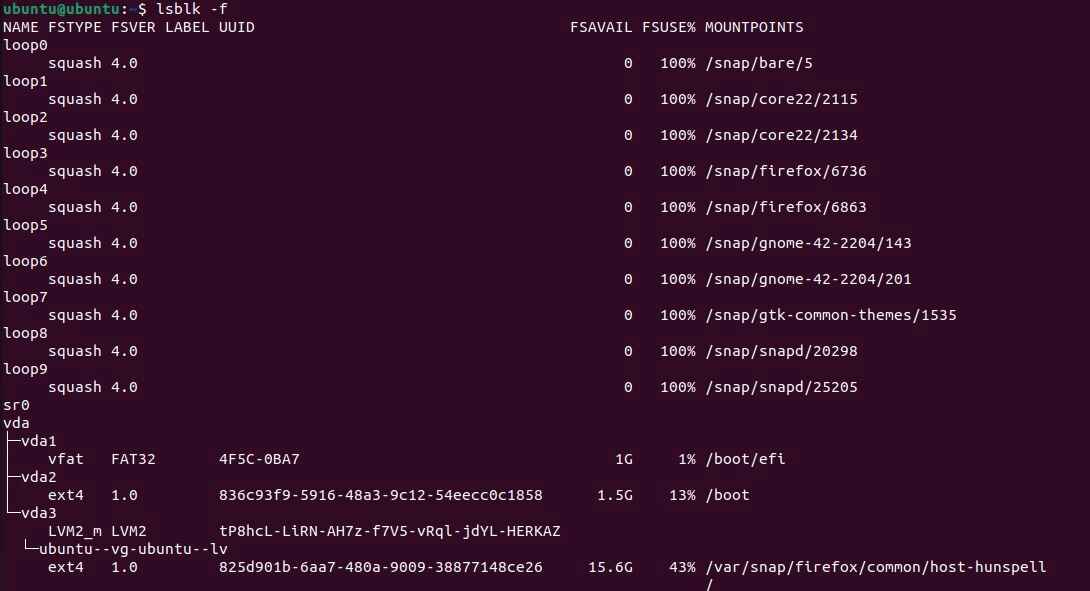 ubuntu@ubuntu:~$ lsblk -f
NAME FSTYPE FSVER LABEL UUID                                   FSAVAIL FSUSE% MOUNTPOINTS
loop0
     squash 4.0                                                      0   100% /snap/bare/5
loop1
     squash 4.0                                                      0   100% /snap/core22/2115
loop2
     squash 4.0                                                      0   100% /snap/core22/2134
loop3
     squash 4.0                                                      0   100% /snap/firefox/6736
loop4
     squash 4.0                                                      0   100% /snap/firefox/6863
loop5
     squash 4.0                                                      0   100% /snap/gnome-42-2204/143
loop6
     squash 4.0                                                      0   100% /snap/gnome-42-2204/201
loop7
     squash 4.0                                                      0   100% /snap/gtk-common-themes/1535
loop8
     squash 4.0                                                      0   100% /snap/snapd/20298
loop9
     squash 4.0                                                      0   100% /snap/snapd/25205
sr0
vda
├─vda1
     vfat   FAT32       4F5C-0BA7                                   1G     1% /boot/efi
├─vda2
     ext4   1.0         836c93f9-5916-48a3-9c12-54eecc0c1858      1.5G    13% /boot
└─vda3
     LVM2_m LVM2        tP8hcL-LiRN-AH7z-f7V5-vRql-jdYL-HERKAZ
  └─ubuntu--vg-ubuntu--lv
     ext4   1.0         825d901b-6aa7-480a-9009-38877148ce26     15.6G    43% /var/snap/firefox/common/host-hunspell
                                                                              /